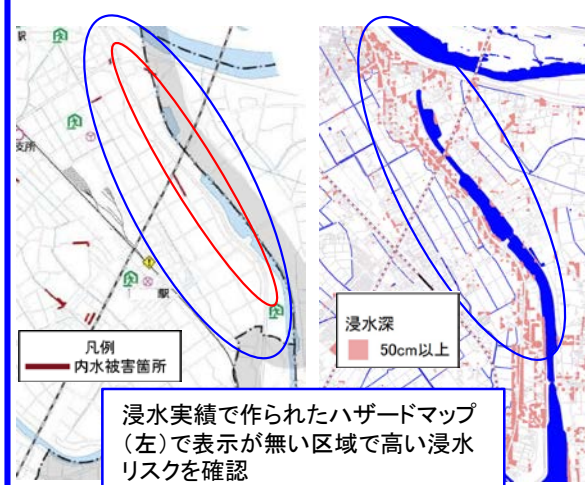 駅
支所
駅
凡例
内水被害箇所
浸水深
50cm以上
浸水実績で作られたハザードマップ
(左)で表示が無い区域で高い浸水
リスクを確認